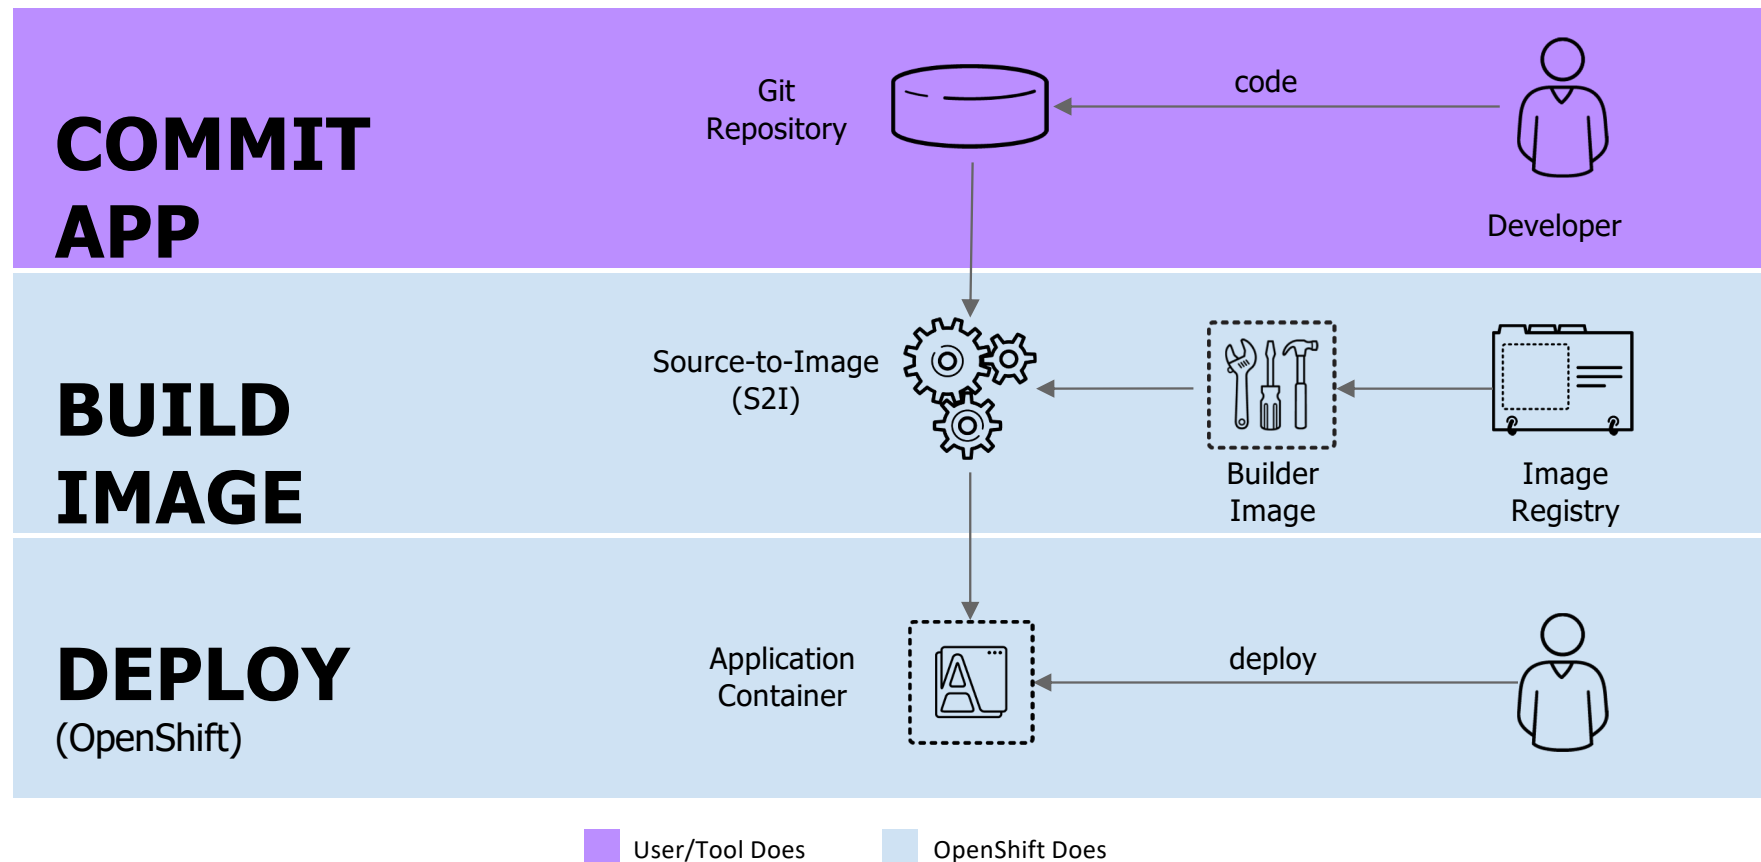 COMMIT
APP
Git
Repository
code
Developer
BUILD
IMAGE
Source-to-Image
(S2I)
Builder
Image
Image
Registry
DEPLOY
(OpenShift)
Application
Container
deploy
User/Tool Does
OpenShift Does